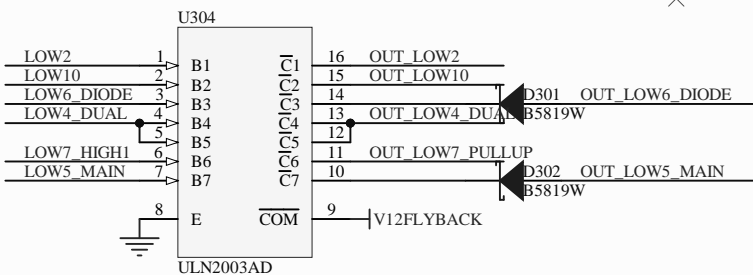 U304
LOW2 1 B1 C1 16 OUT_LOW2
LOW10 2 B2 C2 15 OUT_LOW10
LOW6_DIODE 3 B3 C3 14 D301 OUT_LOW6_DIODE
LOW4_DUAL 4 B4 C4 13 OUT_LOW4_DUAL B5819W
5 B5 C5 12
LOW7_HIGH1 6 B6 C6 11 OUT_LOW7_PULLUP
LOW5_MAIN 7 B7 C7 10 D302 OUT_LOW5_MAIN
B5819W
8 E COM 9 V12FLYBACK
ULN2003AD